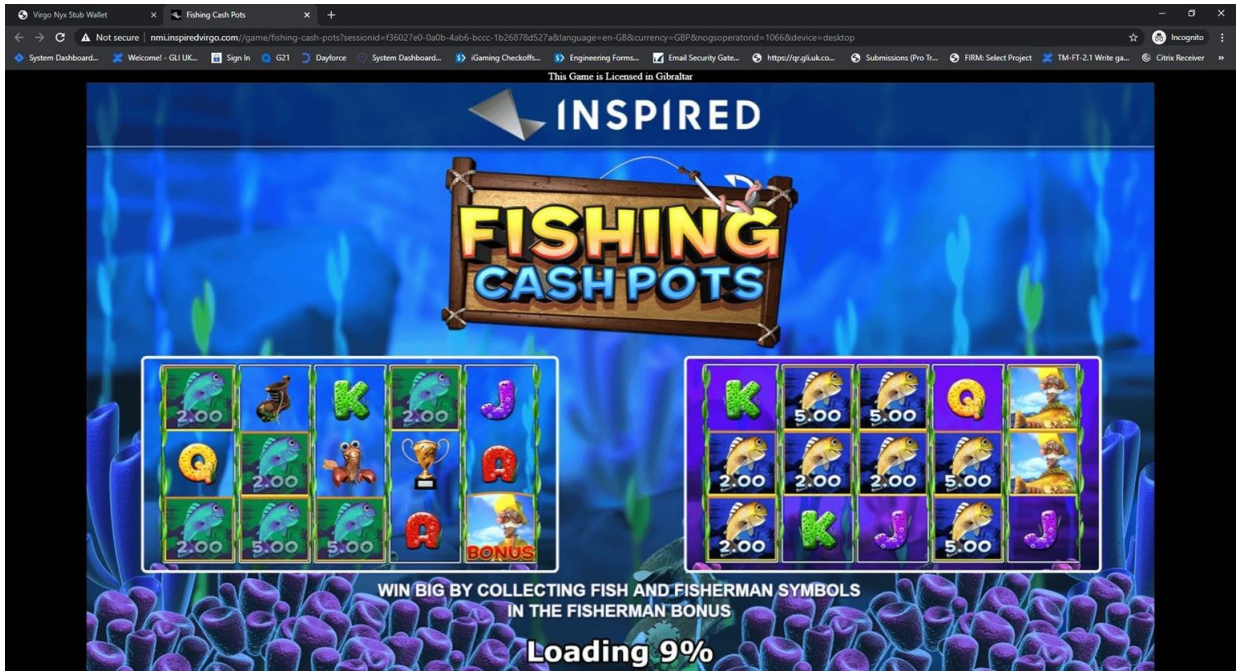 Virgo Nyx Stub Wallet
Fishing Cash Pots
Not secure | nmi.inspiredvirgo.com//game/fishing-cash-pots?sessionid=f36027e0-0a0b-4ab6-bccc-1b26878d527a&language=en-GB&currency=GBP&nogsoperatorid=1066&device=desktop
Incognito
System Dashboard... Welcome! - GLI UK... Sign In G21 Dayforce System Dashboard... iGaming Checkoffs... Engineering Forms... Email Security Gate... https://qr.gli.uk.co... Submissions (Pro Tr... FIRM: Select Project TM-FT-2.1 Write ga... Citrix Receiver »
This Game is Licensed in Gibraltar
INSPIRED
FISHING
CASH POTS
2.00 K 2.00 J
Q 2.00 A
2.00 5.00 5.00 A BONUS
K 5.00 5.00 Q
2.00 2.00 2.00 5.00
2.00 K J 5.00 J
WIN BIG BY COLLECTING FISH AND FISHERMAN SYMBOLS
IN THE FISHERMAN BONUS
Loading 9%